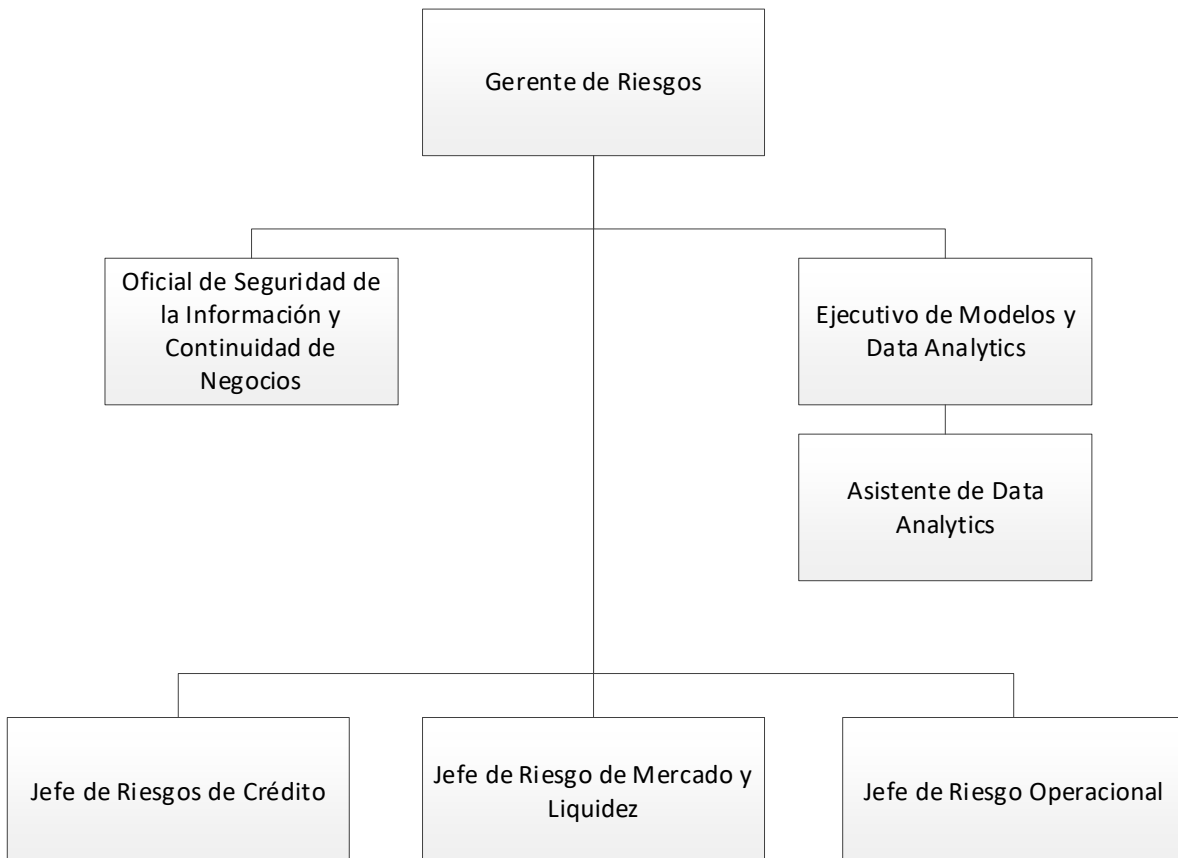 Gerente de Riesgos
Oficial de Seguridad de
la Información y
Continuidad de
Negocios
Ejecutivo de Modelos y
Data Analytics
Asistente de Data
Analytics
Jefe de Riesgos de Crédito
Jefe de Riesgo de Mercado y
Liquidez
Jefe de Riesgo Operacional